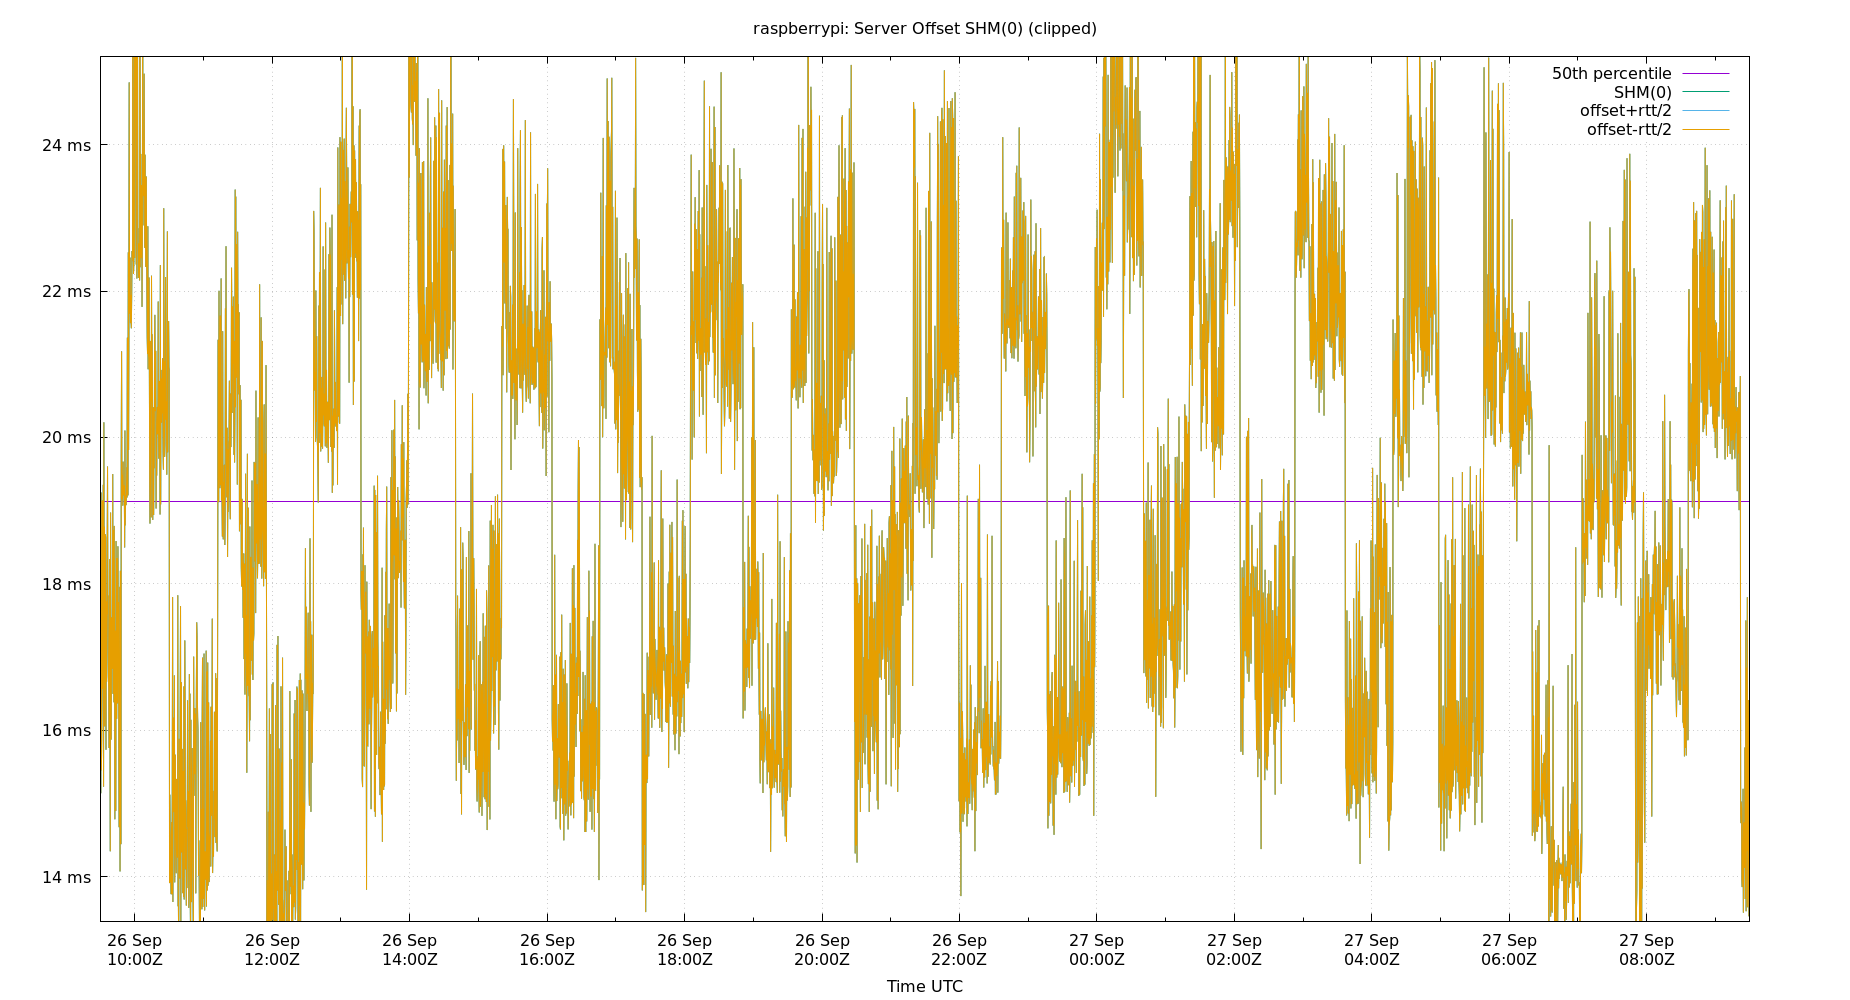 raspberrypi: Server Offset SHM(0) (clipped)
50th percentile
SHM(0)
offset+rtt/2
offset-rtt/2
24 ms
22 ms
20 ms
18 ms
16 ms
14 ms
26 Sep 26 Sep 26 Sep 26 Sep 26 Sep 26 Sep 26 Sep 27 Sep 27 Sep 27 Sep 27 Sep 27 Sep
10:00Z 12:00Z 14:00Z 16:00Z 18:00Z 20:00Z 22:00Z 00:00Z 02:00Z 04:00Z 06:00Z 08:00Z
Time UTC